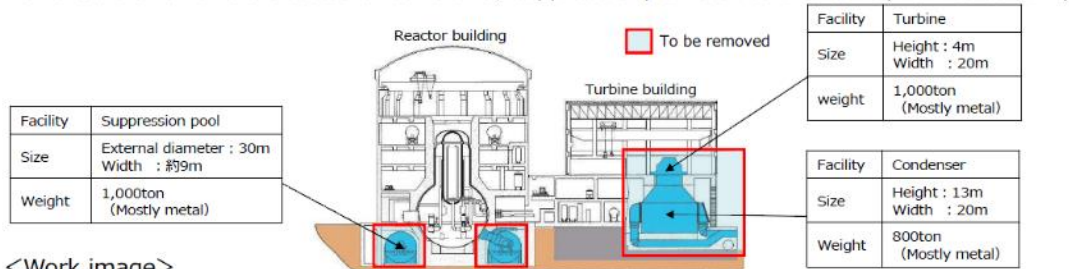 Reactor building
To be removed
Turbine building
Facility Suppression pool
Size External diameter : 30m
Width : 約9m
Weight 1,000ton
(Mostly metal)
Facility Turbine
Size Height : 4m
Width : 20m
weight 1,000ton
(Mostly metal)
Facility Condenser
Size Height : 13m
Width : 20m
Weight 800ton
(Mostly metal)
<Work image>